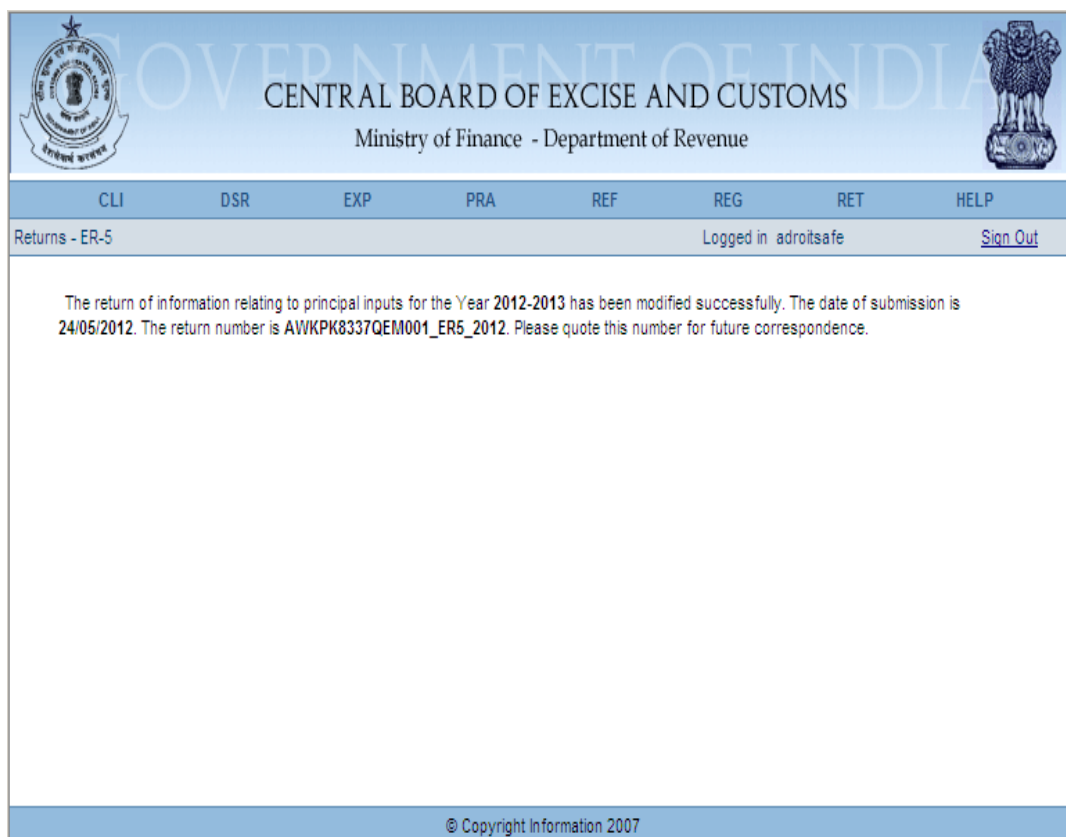 GOVERNMENT OF INDIA
CENTRAL BOARD OF EXCISE AND CUSTOMS
Ministry of Finance - Department of Revenue
CLI DSR EXP PRA REF REG RET HELP
Returns - ER-5 Logged in adroitsafe Sign Out
The return of information relating to principal inputs for the Year 2012-2013 has been modified successfully. The date of submission is
24/05/2012. The return number is AWKPK8337QEM001_ER5_2012. Please quote this number for future correspondence.
© Copyright Information 2007